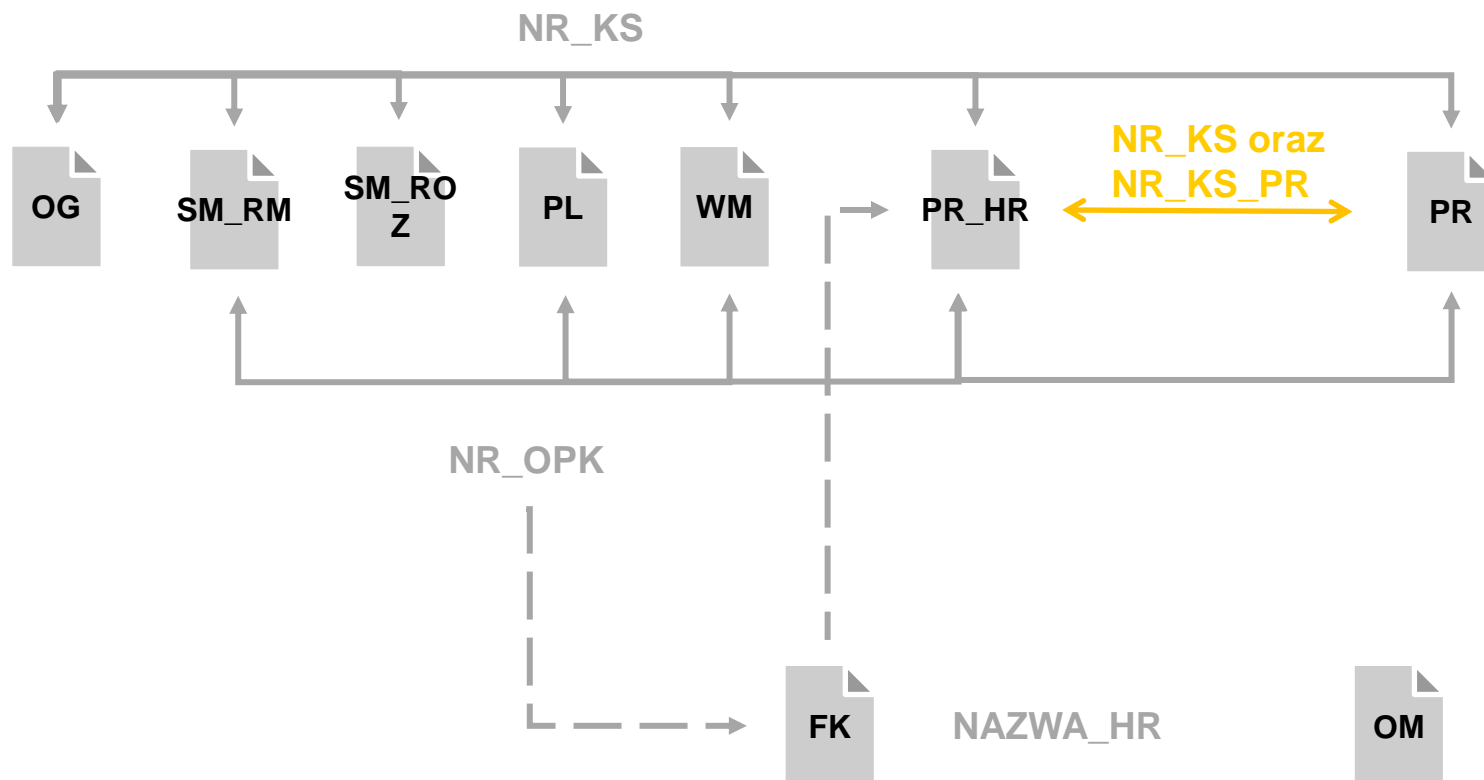 NR_KS
NR_KS oraz
NR_KS_PR
OG
SM_RM
SM_RO
Z
PL
WM
PR_HR
PR
NR_OPK
FK
NAZWA_HR
OM